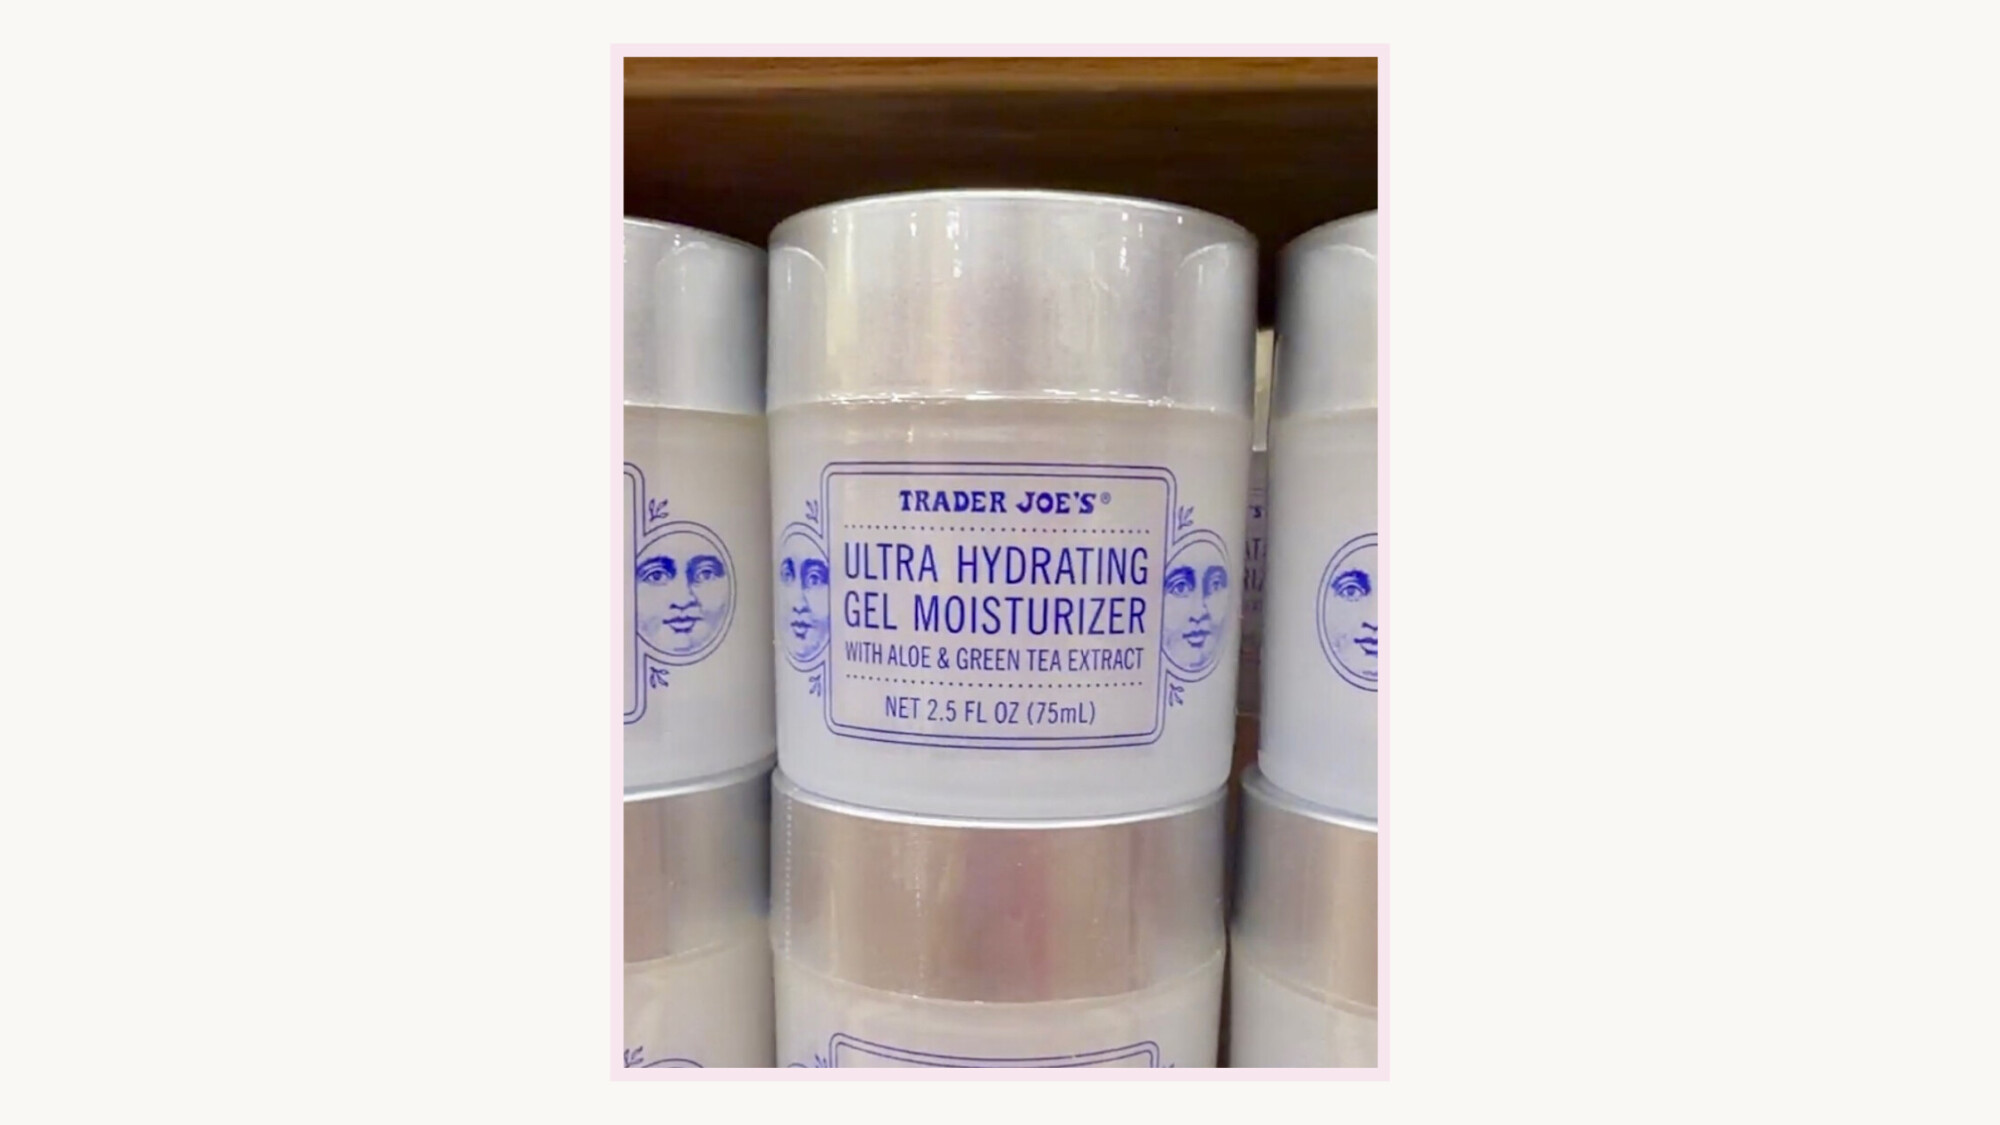 TRADER JOE'S®
ULTRA HYDRATING
GEL MOISTURIZER
WITH ALOE & GREEN TEA EXTRACT
NET 2.5 FL OZ (75mL)